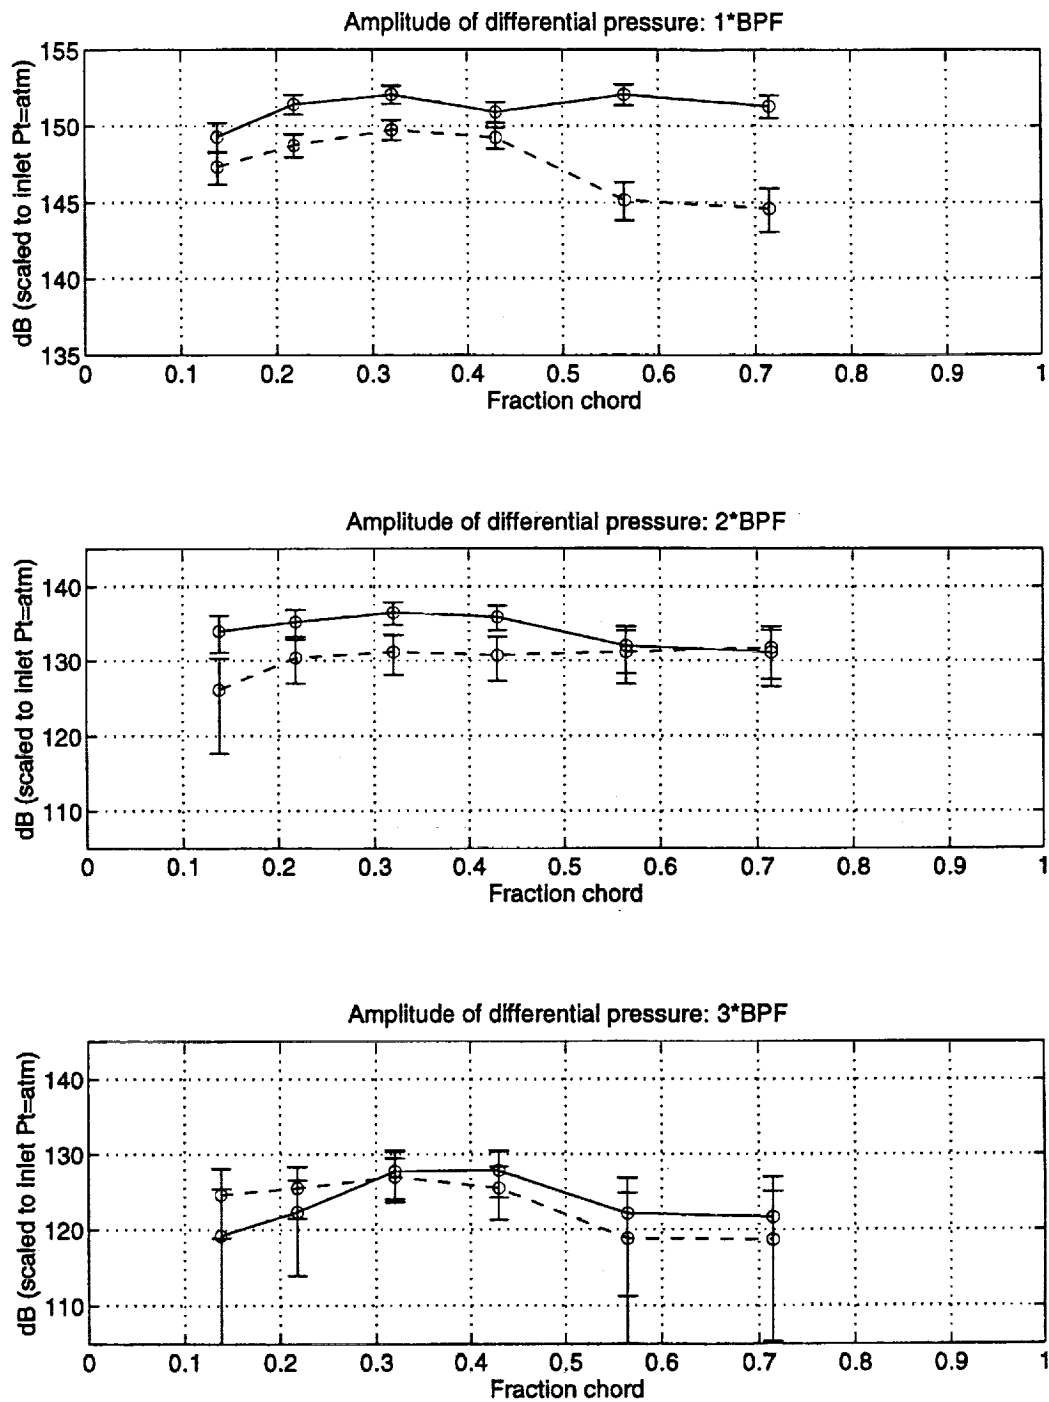 Amplitude of differential pressure: 1*BPF
dB (scaled to inlet Pt=atm)
155
150
145
140
135
0 0.1 0.2 0.3 0.4 0.5 0.6 0.7 0.8 0.9 1
Fraction chord
Amplitude of differential pressure: 2*BPF
dB (scaled to inlet Pt=atm)
140
130
120
110
0 0.1 0.2 0.3 0.4 0.5 0.6 0.7 0.8 0.9 1
Fraction chord
Amplitude of differential pressure: 3*BPF
dB (scaled to inlet Pt=atm)
140
130
120
110
0 0.1 0.2 0.3 0.4 0.5 0.6 0.7 0.8 0.9 1
Fraction chord